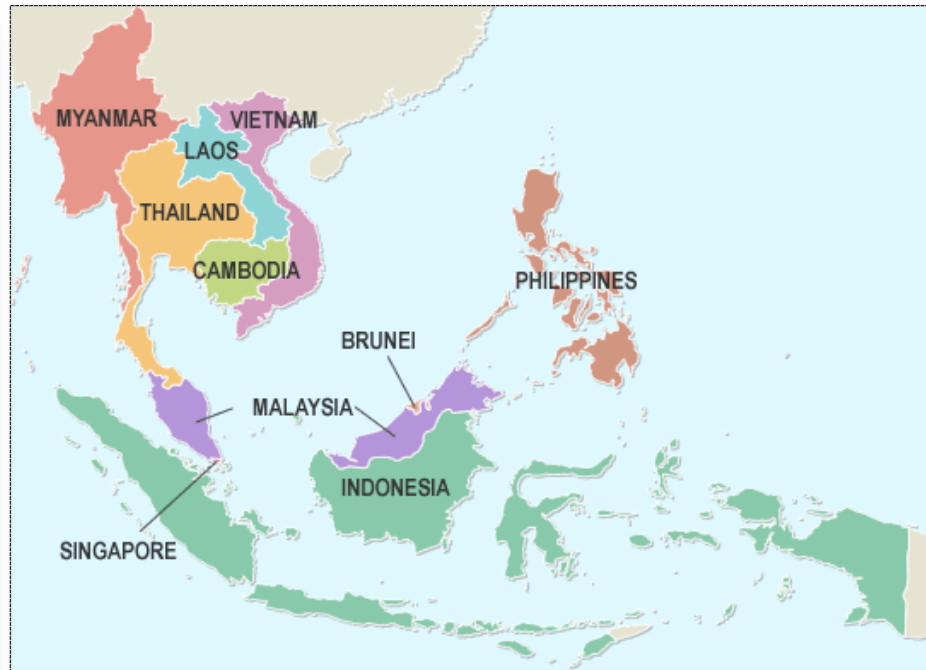 MYANMAR
VIETNAM
LAOS
THAILAND
CAMBODIA
PHILIPPINES
BRUNEI
MALAYSIA
INDONESIA
SINGAPORE